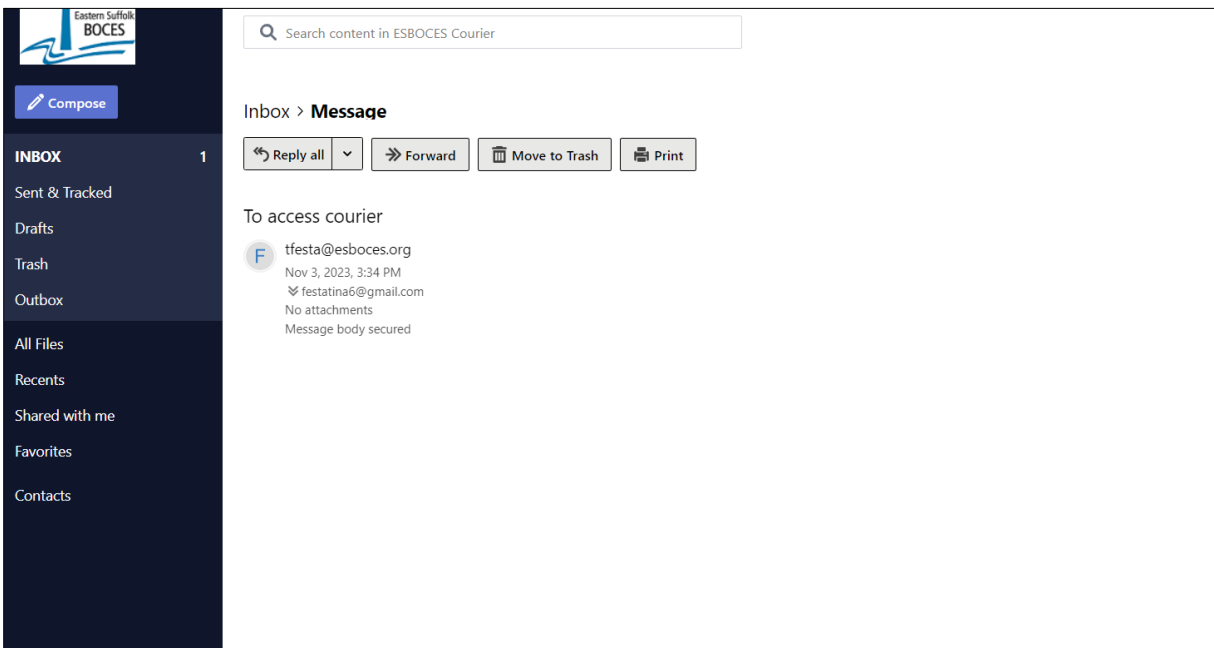 Eastern Suffolk
BOCES
Search content in ESBOCES Courier
Compose
Inbox > Message
INBOX 1
Reply all
Forward
Move to Trash
Print
Sent & Tracked
Drafts
Trash
Outbox
All Files
Recents
Shared with me
Favorites
Contacts
To access courier
F
tfesta@esboces.org
Nov 3, 2023, 3:34 PM
festatina6@gmail.com
No attachments
Message body secured